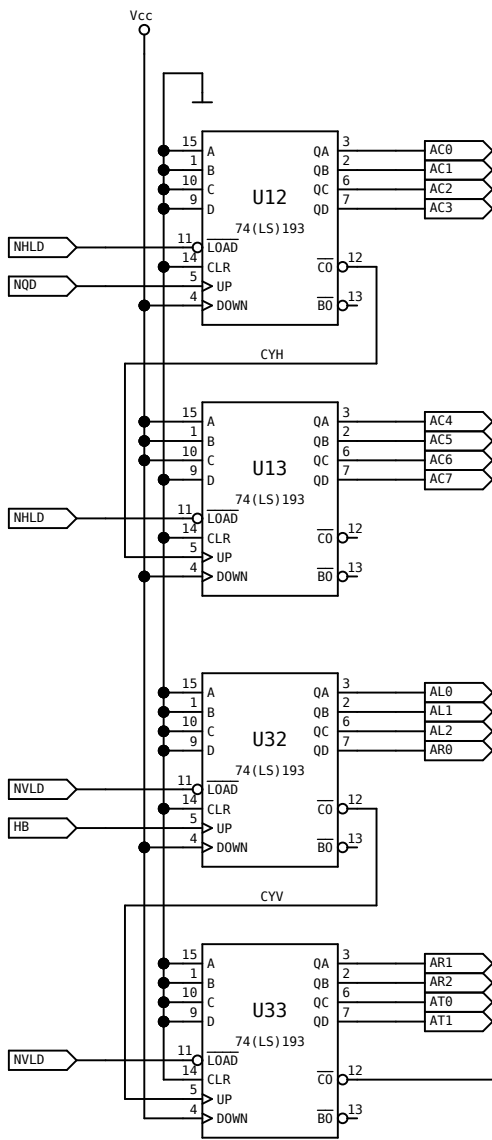 Vcc
15 A QA 3 AC0
1 B QB 2 AC1
10 C U12 QC 6 AC2
9 D QD 7 AC3
74(LS)193
NHLD 11 LOAD
14 CLR CO 12
NQD 5 UP
4 DOWN BO 13
CYH
15 A QA 3 AC4
1 B QB 2 AC5
10 C U13 QC 6 AC6
9 D QD 7 AC7
74(LS)193
NHLD 11 LOAD
14 CLR CO 12
5 UP
4 DOWN BO 13
15 A QA 3 AL0
1 B QB 2 AL1
10 C U32 QC 6 AL2
9 D QD 7 AR0
74(LS)193
NVLD 11 LOAD
14 CLR CO 12
HB 5 UP
4 DOWN BO 13
CYV
15 A QA 3 AR1
1 B QB 2 AR2
10 C U33 QC 6 AT0
9 D QD 7 AT1
74(LS)193
NVLD 11 LOAD
14 CLR CO 12
5 UP
4 DOWN BO 13